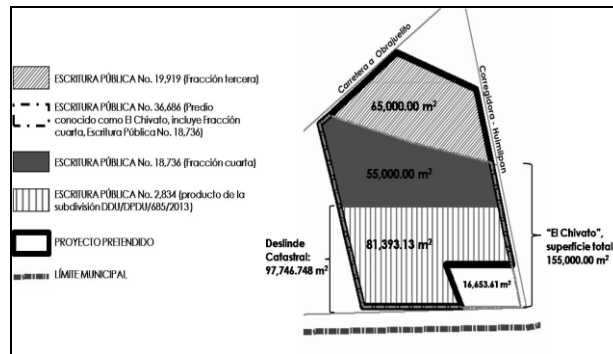 ESCRITURA PÚBLICA No. 19,919 (Fracción tercera)
ESCRITURA PÚBLICA No. 36,686 (Predio
conocido como El Chivato, incluye Fracción
cuarta, Escritura Pública No. 18,736)
ESCRITURA PÚBLICA No. 18,736 (Fracción cuarta)
ESCRITURA PÚBLICA No. 2,834 (producto de la
subdivisión DDU/DPDU/685/2013)
PROYECTO PRETENDIDO
LÍMITE MUNICIPAL
Carretera a Obrajuelito
Corregidora - Huimilpan
65,000.00 m²
55,000.00 m²
81,393.13 m²
16,653.61 m²
Deslinde
Catastral:
97,746.748 m²
"El Chivato",
superficie total
155,000.00 m²